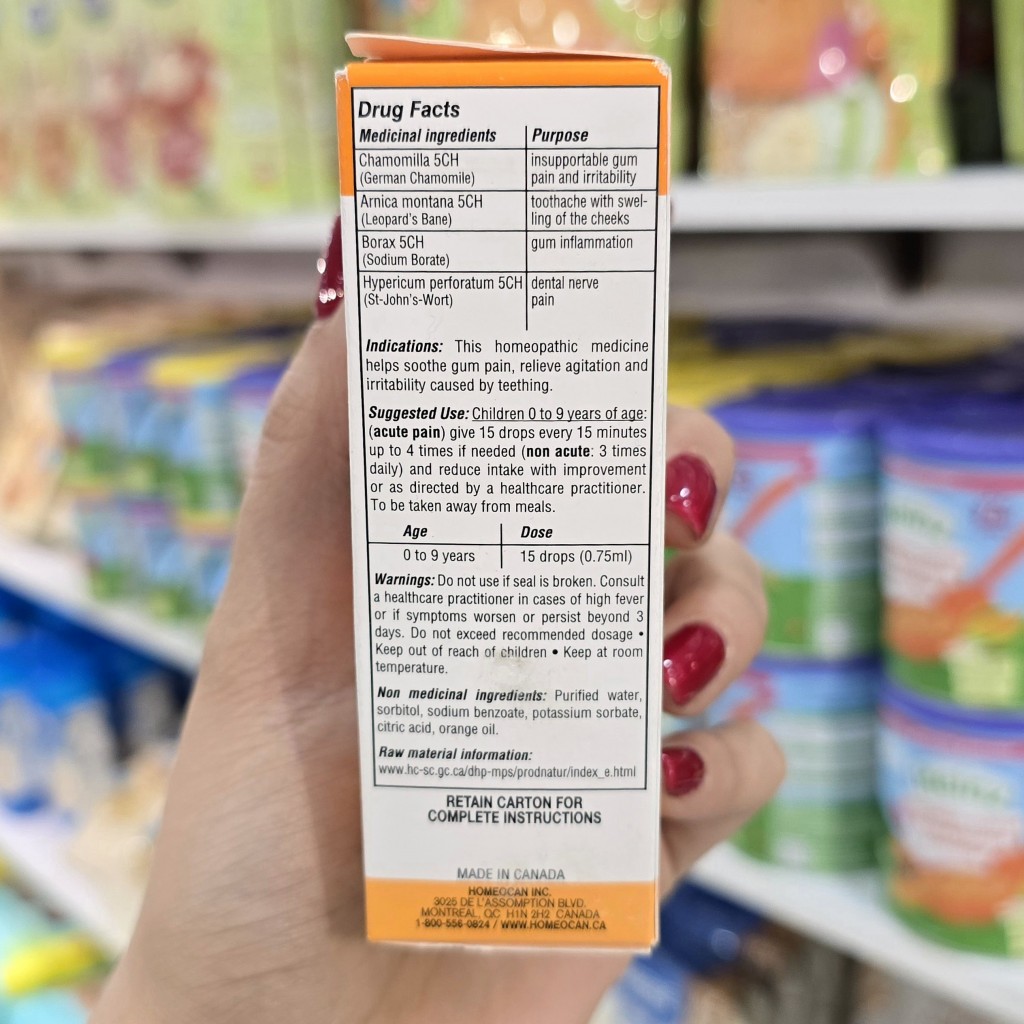 Drug Facts
Medicinal ingredients Purpose
Chamomilla 5CH insupportable gum
(German Chamomile) pain and irritability
Arnica montana 5CH toothache with swel-
(Leopard's Bane) ling of the cheeks
Borax 5CH gum inflammation
(Sodium Borate)
Hypericum perforatum 5CH dental nerve
(St-John's-Wort) pain
Indications: This homeopathic medicine
helps soothe gum pain, relieve agitation and
irritability caused by teething.
Suggested Use: Children 0 to 9 years of age:
(acute pain) give 15 drops every 15 minutes
up to 4 times if needed (non acute: 3 times
daily) and reduce intake with improvement
or as directed by a healthcare practitioner.
To be taken away from meals.
Age Dose
0 to 9 years 15 drops (0.75ml)
Warnings: Do not use if seal is broken. Consult
a healthcare practitioner in cases of high fever
or if symptoms worsen or persist beyond 3
days. Do not exceed recommended dosage •
Keep out of reach of children • Keep at room
temperature.
Non medicinal ingredients: Purified water,
sorbitol, sodium benzoate, potassium sorbate,
citric acid, orange oil.
Raw material information:
www.hc-sc.gc.ca/dhp-mps/prodnatur/index_e.html
RETAIN CARTON FOR
COMPLETE INSTRUCTIONS
MADE IN CANADA
HOMEOCAN INC.
3025 DE L'ASSOMPTION BLVD.
MONTREAL, QC H1N 2H2 CANADA
1-800-556-0824 / WWW.HOMEOCAN.CA